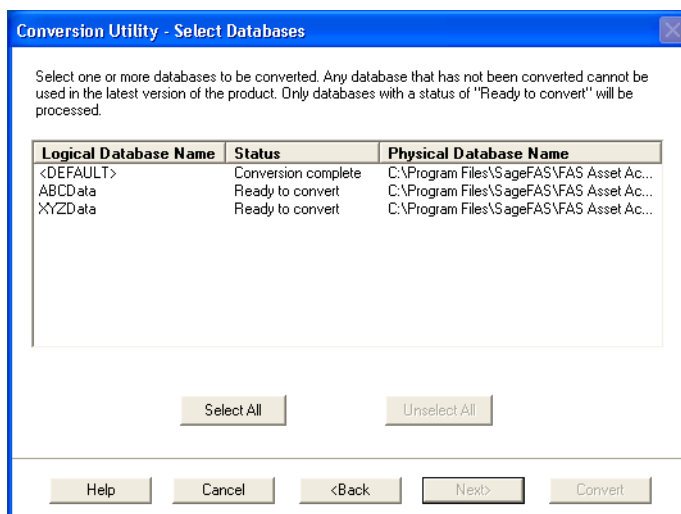 Conversion Utility - Select Databases
Select one or more databases to be converted. Any database that has not been converted cannot be
used in the latest version of the product. Only databases with a status of "Ready to convert" will be
processed.
Logical Database Name Status Physical Database Name
<DEFAULT> Conversion complete C:\Program Files\SageFAS\FAS Asset Ac...
ABCData Ready to convert C:\Program Files\SageFAS\FAS Asset Ac...
XYZData Ready to convert C:\Program Files\SageFAS\FAS Asset Ac...
Select All Unselect All
Help Cancel <Back Next> Convert